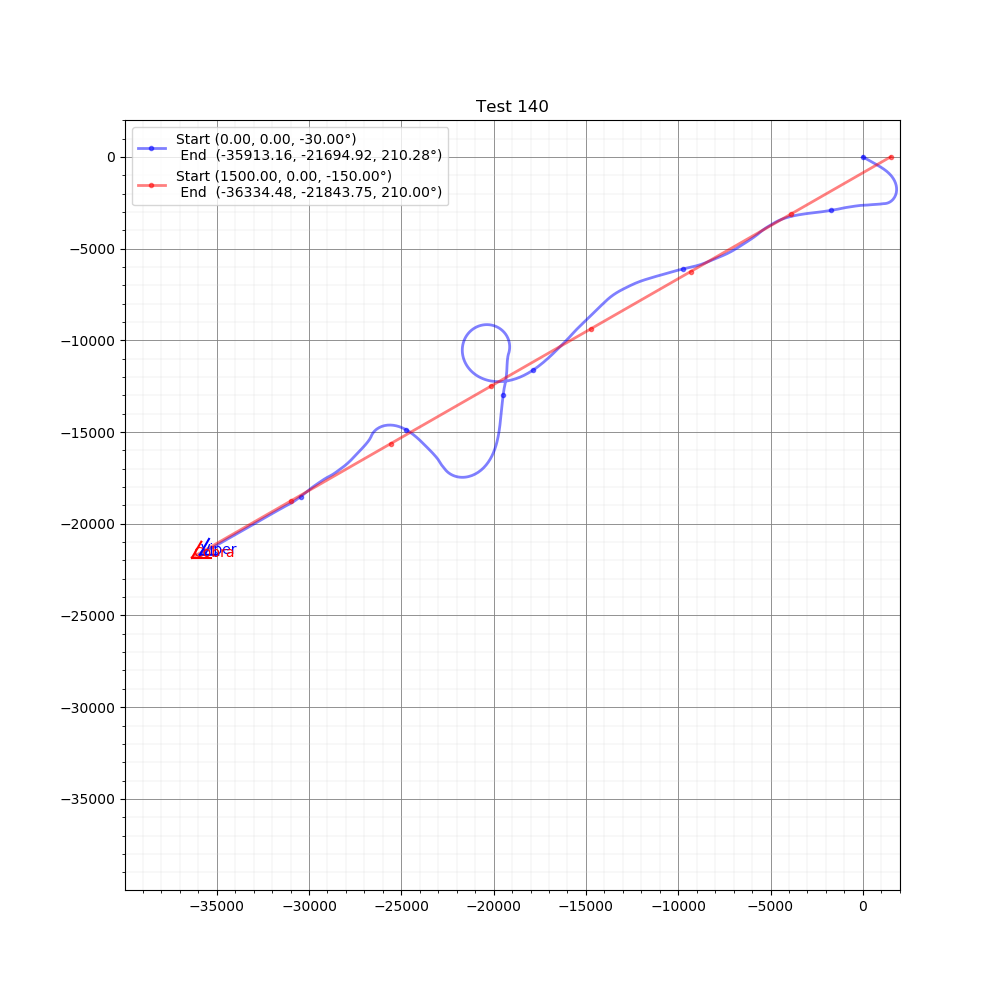 Test 140
Start (0.00, 0.00, -30.00°)
End (-35913.16, -21694.92, 210.28°)
Start (1500.00, 0.00, -150.00°)
End (-36334.48, -21843.75, 210.00°)
0
−5000
−10000
−15000
−20000
−25000
−30000
−35000
−35000 −30000 −25000 −20000 −15000 −10000 −5000 0